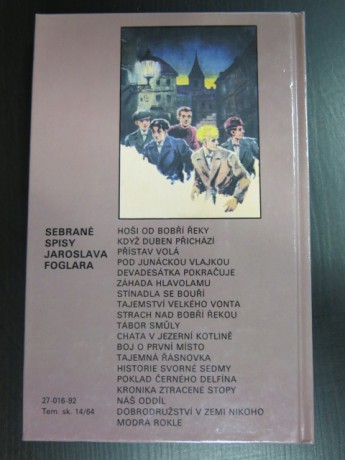 SEBRANÉ
SPISY
JAROSLAVA
FOGLARA
HOŠI OD BOBŘÍ ŘEKY
KDYŽ DUBEN PŘICHÁZÍ
PŘÍSTAV VOLÁ
POD JUNÁCKOU VLAJKOU
DEVADESÁTKA POKRAČUJE
ZÁHADA HLAVOLAMU
STÍNADLA SE BOUŘÍ
TAJEMSTVÍ VELKÉHO VONTA
STRACH NAD BOBŘÍ ŘEKOU
TÁBOR SMŮLY
CHATA V JEZERNÍ KOTLINĚ
BOJ O PRVNÍ MÍSTO
TAJEMNÁ ŘÁSNOVKA
HISTORIE SVORNÉ SEDMY
POKLAD ČERNÉHO DELFÍNA
KRONIKA ZTRACENÉ STOPY
NÁŠ ODDÍL
DOBRODRUŽSTVÍ V ZEMI NIKOHO
MODRÁ ROKLE
27-016-92
Tem. sk. 14/64